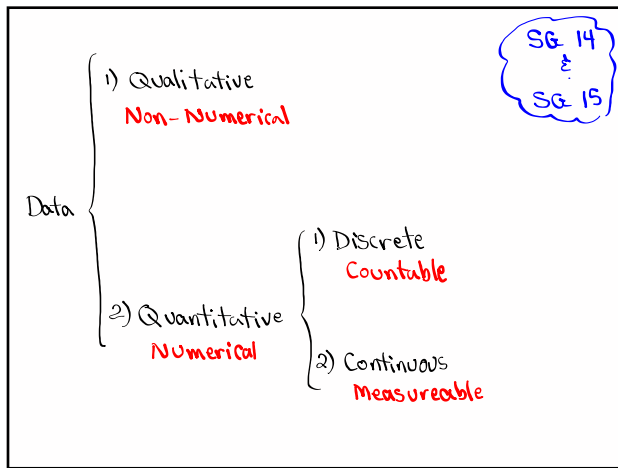 SG 14
&
SG 15
1) Qualitative
Non-Numerical
Data
1) Discrete
Countable
2) Quantitative
Numerical
2) Continuous
Measureable